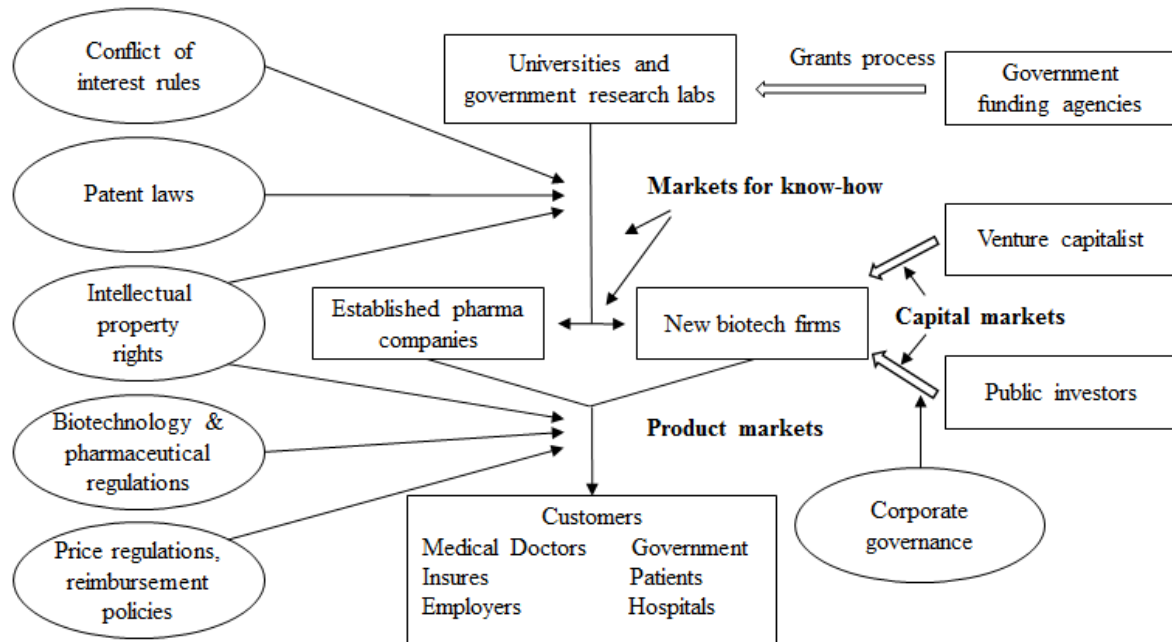 Conflict of
interest rules
Universities and
government research labs
Grants process
Government
funding agencies
Patent laws
Markets for know-how
Venture capitalist
Intellectual
property
rights
Established pharma
companies
New biotech firms
Capital markets
Public investors
Biotechnology &
pharmaceutical
regulations
Product markets
Price regulations,
reimbursement
policies
Customers
Medical Doctors Government
Insures Patients
Employers Hospitals
Corporate
governance